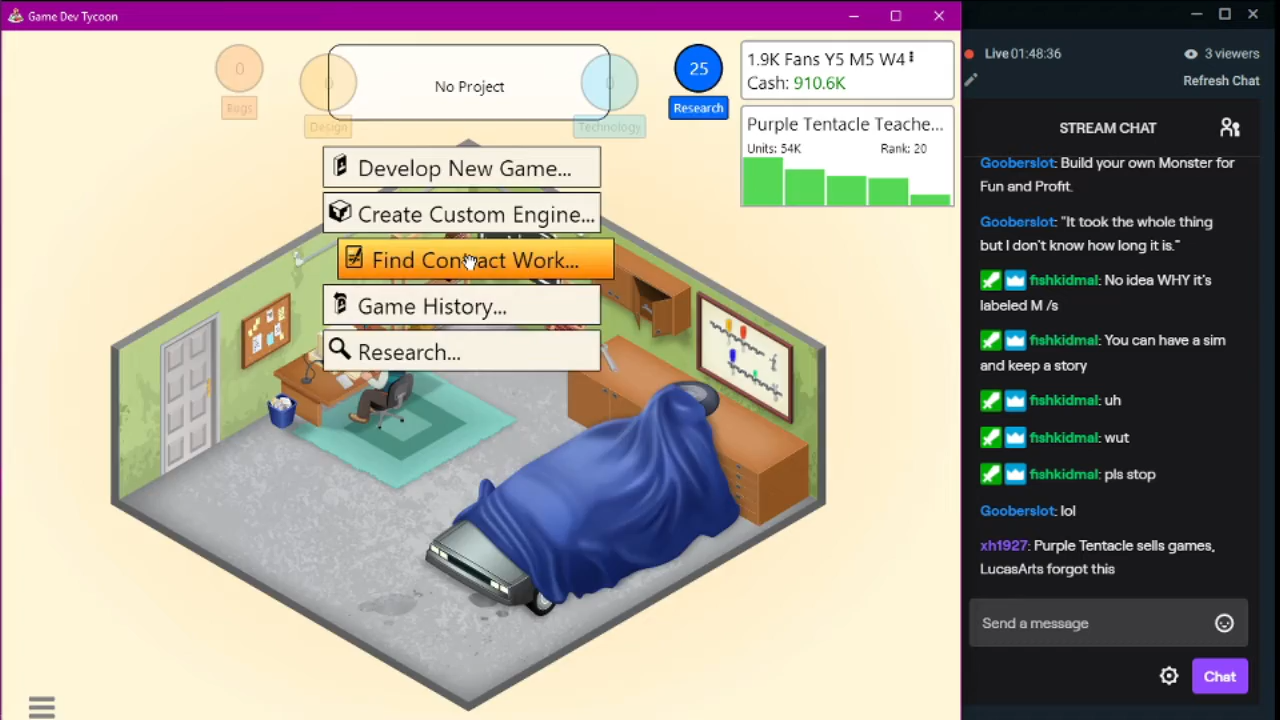 Game Dev Tycoon
0
Bugs
0
Design
No Project
0
Technology
25
Research
1.9K Fans Y5 M5 W4
Cash: 910.6K
Purple Tentacle Teache...
Units: 54K
Rank: 20
Develop New Game...
Create Custom Engine...
Find Contract Work...
Game History...
Research...
Live 01:48:36
3 viewers
Refresh Chat
STREAM CHAT
Gooberslot: Build your own Monster for
Fun and Profit.
Gooberslot: "It took the whole thing
but I don't know how long it is."
fishkidmal: No idea WHY it's
labeled M /s
fishkidmal: You can have a sim
and keep a story
fishkidmal: uh
fishkidmal: wut
fishkidmal: pls stop
Gooberslot: lol
xh1927: Purple Tentacle sells games,
LucasArts forgot this
Send a message
Chat